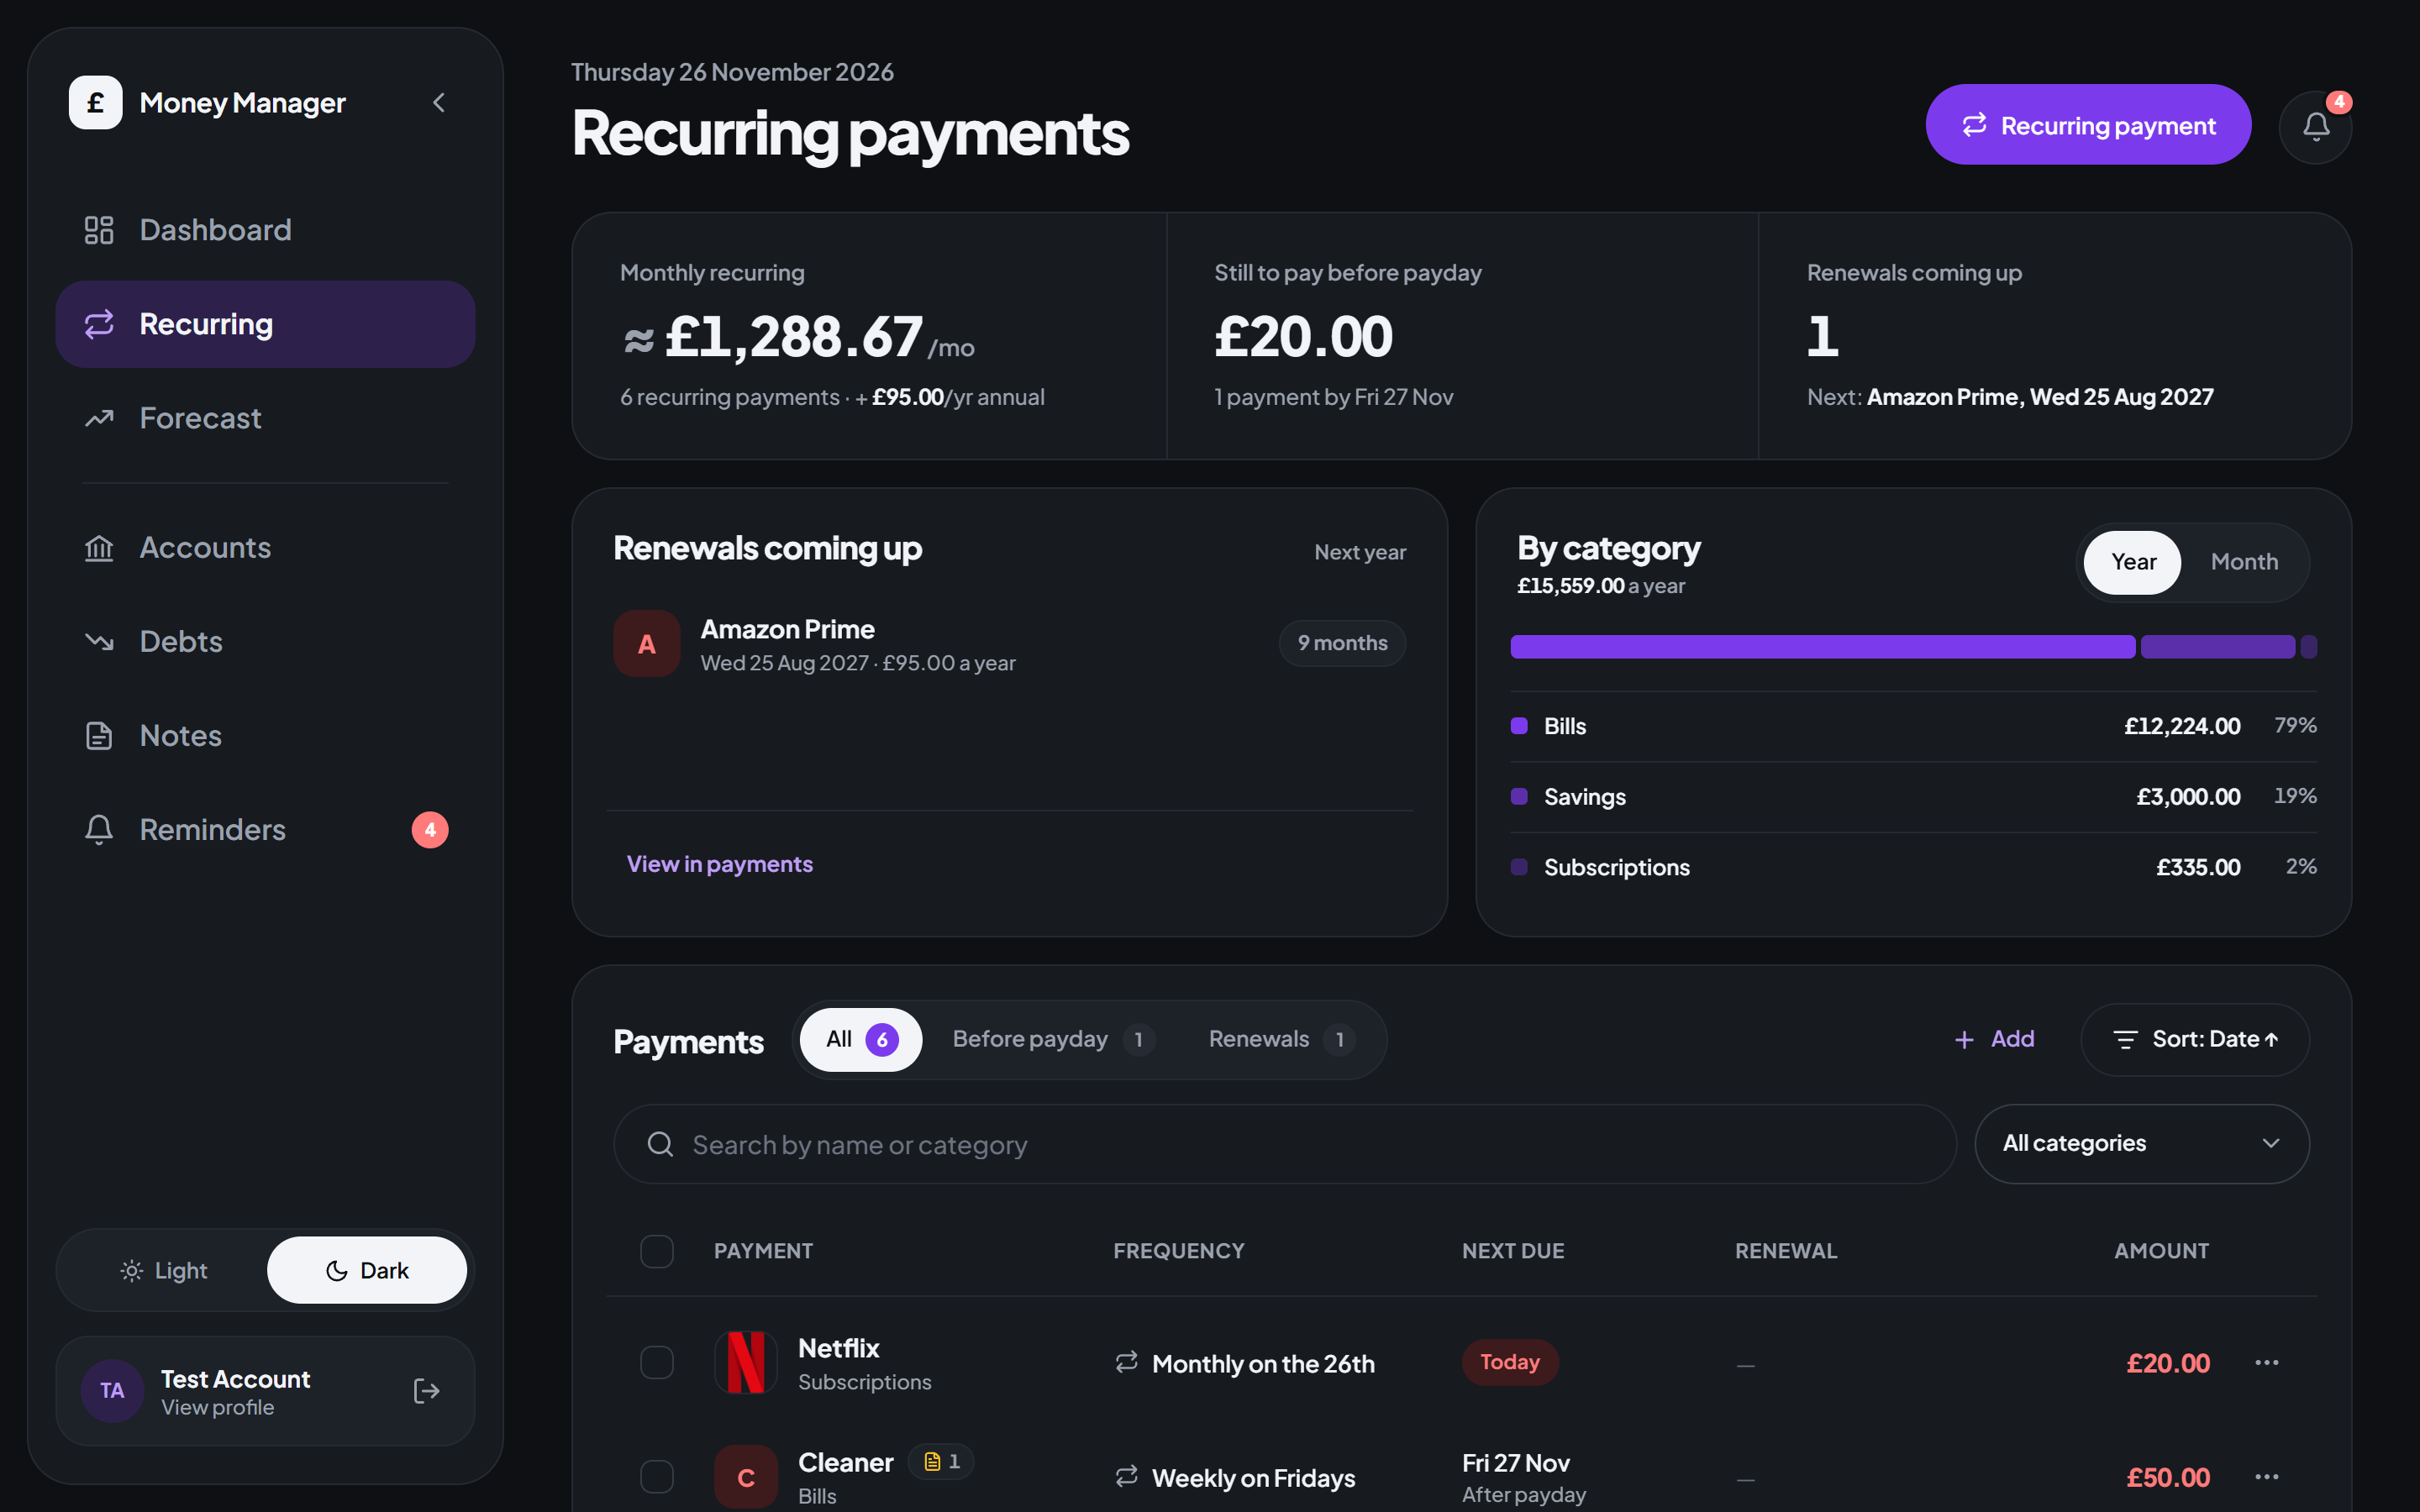 £ Money Manager
Dashboard
Recurring
Forecast
Accounts
Debts
Notes
Reminders 4
Light Dark
TA Test Account
View profile
Thursday 26 November 2026
Recurring payments
Recurring payment 4
Monthly recurring
≈ £1,288.67 /mo
6 recurring payments · + £95.00/yr annual
Still to pay before payday
£20.00
1 payment by Fri 27 Nov
Renewals coming up
1
Next: Amazon Prime, Wed 25 Aug 2027
Renewals coming up Next year
A Amazon Prime 9 months
Wed 25 Aug 2027 · £95.00 a year
View in payments
By category Year Month
£15,559.00 a year
Bills £12,224.00 79%
Savings £3,000.00 19%
Subscriptions £335.00 2%
Payments All 6 Before payday 1 Renewals 1 + Add Sort: Date ↑
Search by name or category All categories
PAYMENT FREQUENCY NEXT DUE RENEWAL AMOUNT
Netflix Monthly on the 26th Today — £20.00
Subscriptions
C Cleaner 1 Weekly on Fridays Fri 27 Nov — £50.00
Bills After payday